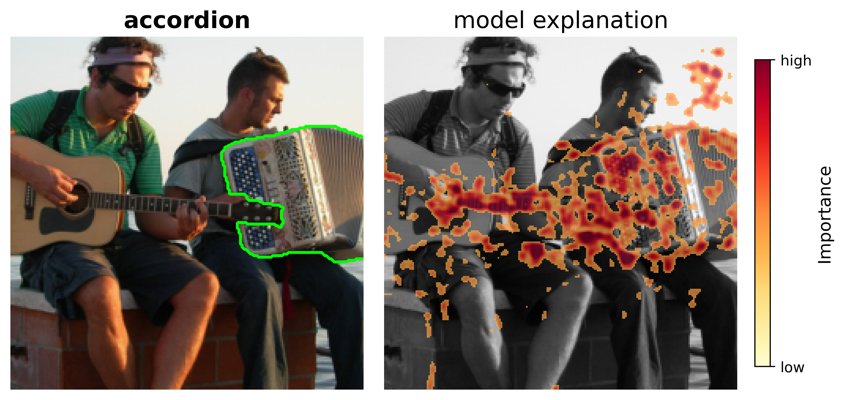 accordion
model explanation
high
low
Importance